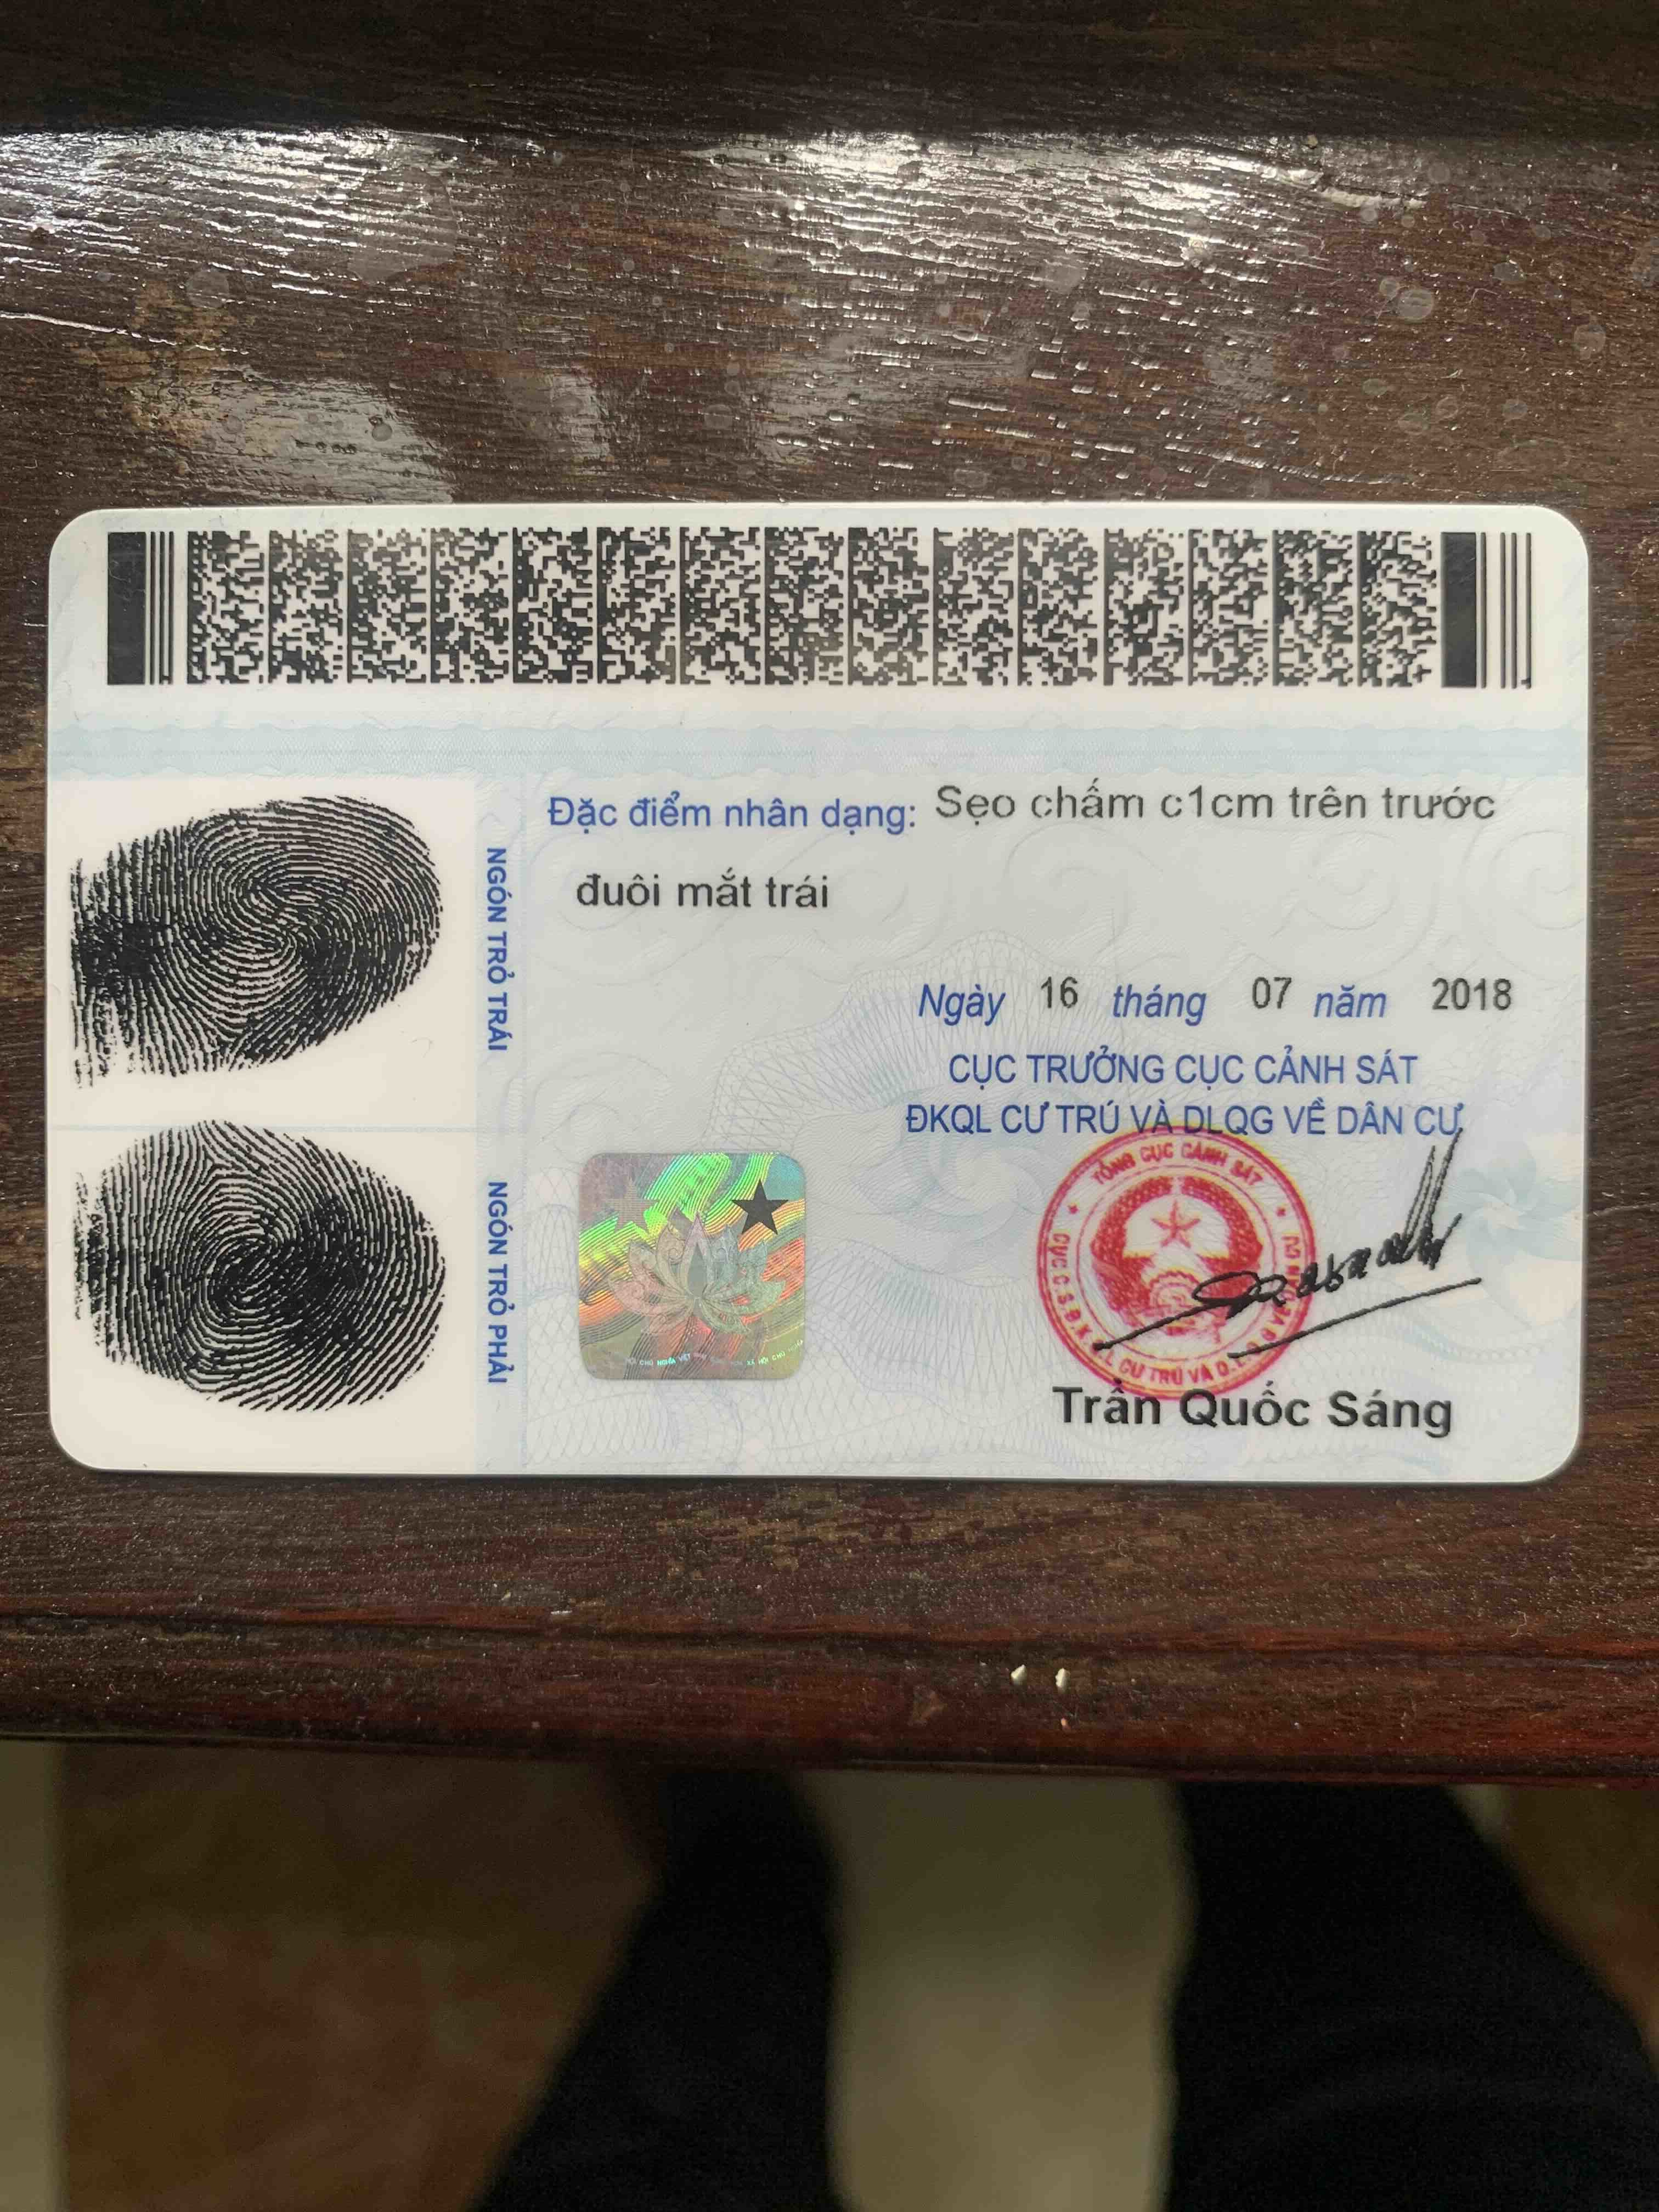 Đặc điểm nhân dạng: Sẹo chấm c1cm trên trước
đuôi mắt trái
NGÓN TRỎ TRÁI
NGÓN TRỎ PHẢI
Ngày 16 tháng 07 năm 2018
CỤC TRƯỞNG CỤC CẢNH SÁT
ĐKQL CƯ TRÚ VÀ DLQG VỀ DÂN CƯ
TỔNG CỤC CẢNH SÁT
Trần Quốc Sáng